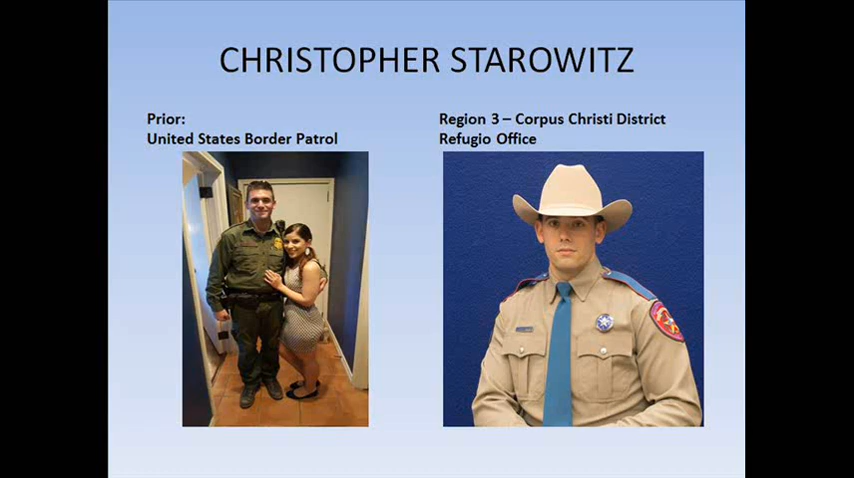 CHRISTOPHER STAROWITZ
Prior:
United States Border Patrol
Region 3 – Corpus Christi District
Refugio Office